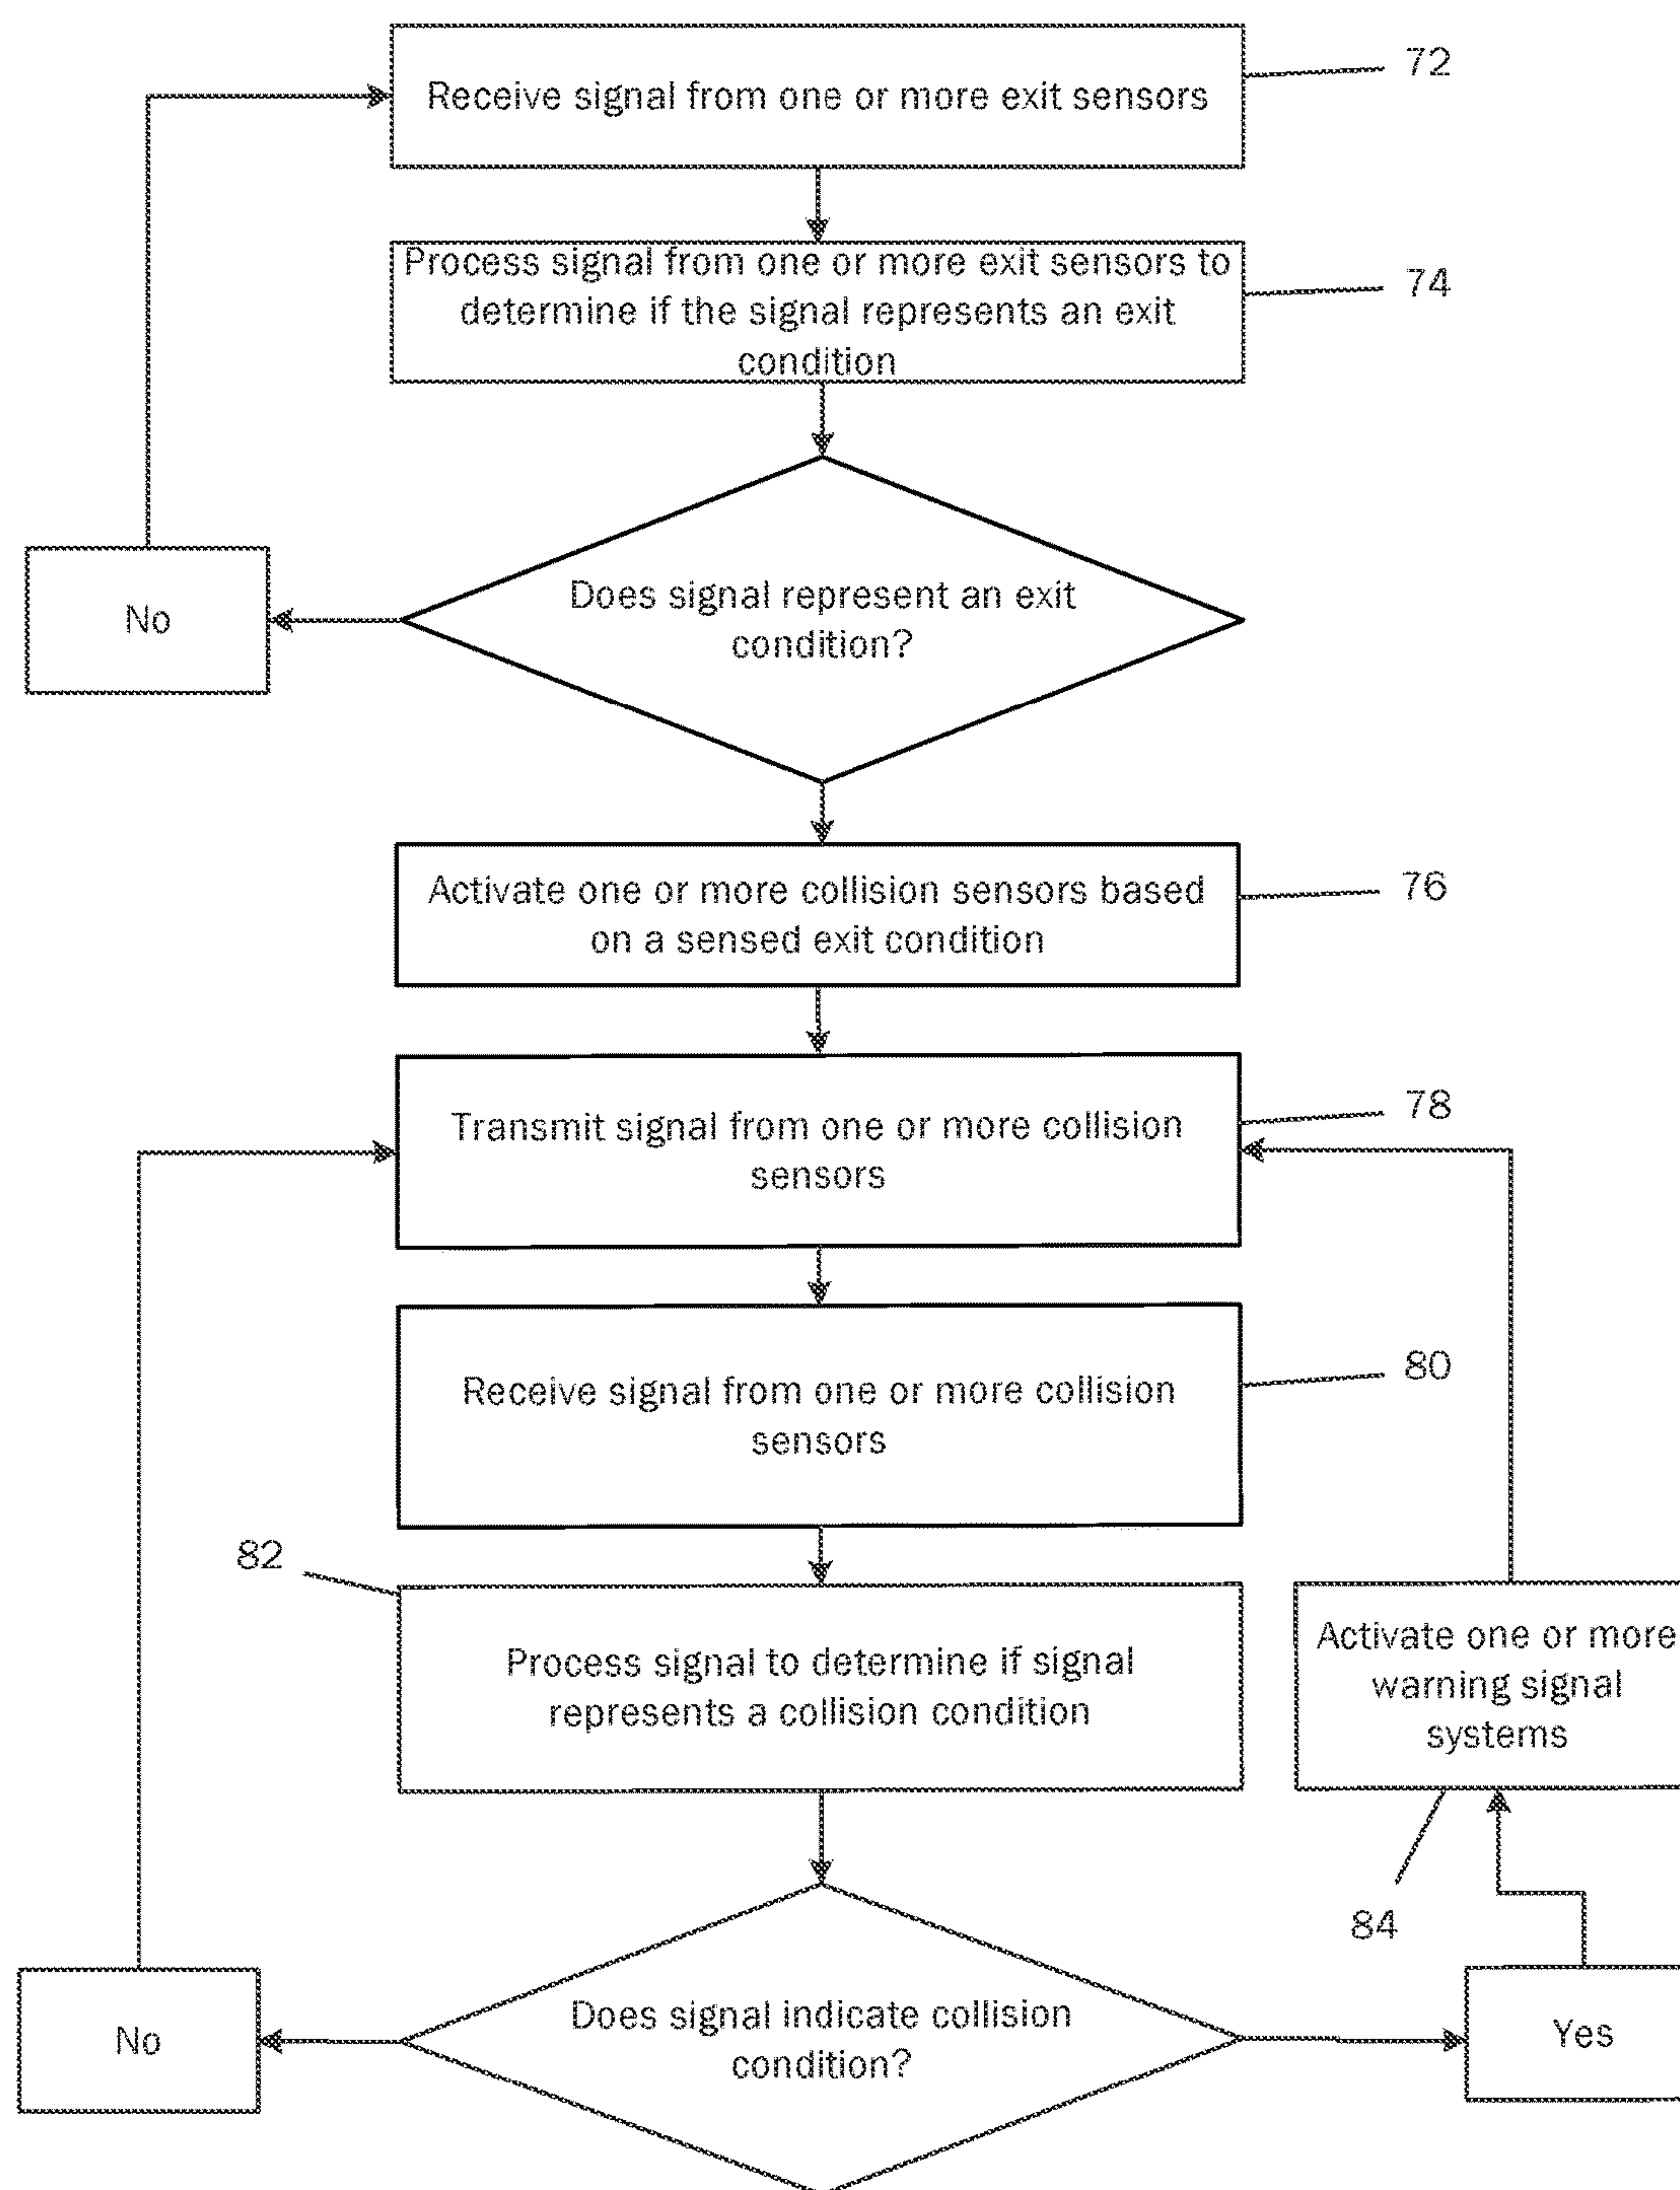 Receive signal from one or more exit sensors
72
Process signal from one or more exit sensors to
determine if the signal represents an exit
condition
74
Does signal represent an exit
condition?
No
Activate one or more collision sensors based
on a sensed exit condition
76
Transmit signal from one or more collision
sensors
78
Receive signal from one or more collision
sensors
80
82
Process signal to determine if signal
represents a collision condition
Activate one or more
warning signal
systems
84
Does signal indicate collision
condition?
No
Yes